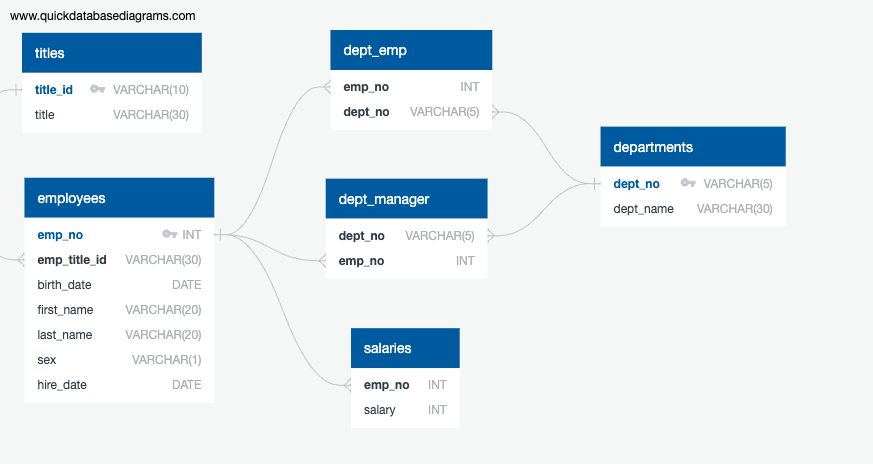 www.quickdatabasediagrams.com
titles
title_id VARCHAR(10)
title VARCHAR(30)
employees
emp_no INT
emp_title_id VARCHAR(30)
birth_date DATE
first_name VARCHAR(20)
last_name VARCHAR(20)
sex VARCHAR(1)
hire_date DATE
dept_emp
emp_no INT
dept_no VARCHAR(5)
dept_manager
dept_no VARCHAR(5)
emp_no INT
salaries
emp_no INT
salary INT
departments
dept_no VARCHAR(5)
dept_name VARCHAR(30)